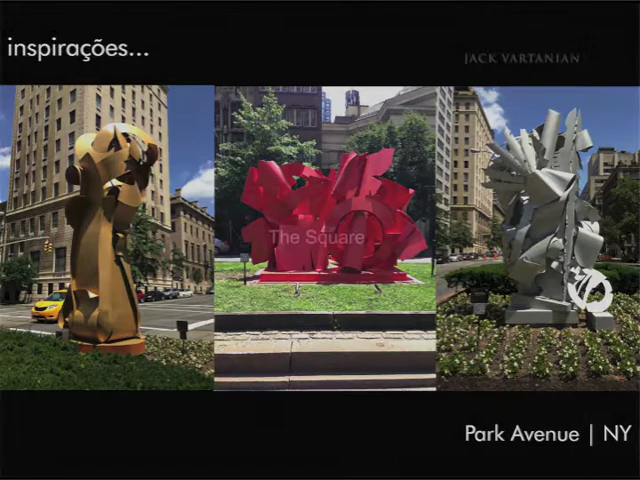 inspirações...
JACK VARTANIAN
The Square
Park Avenue | NY